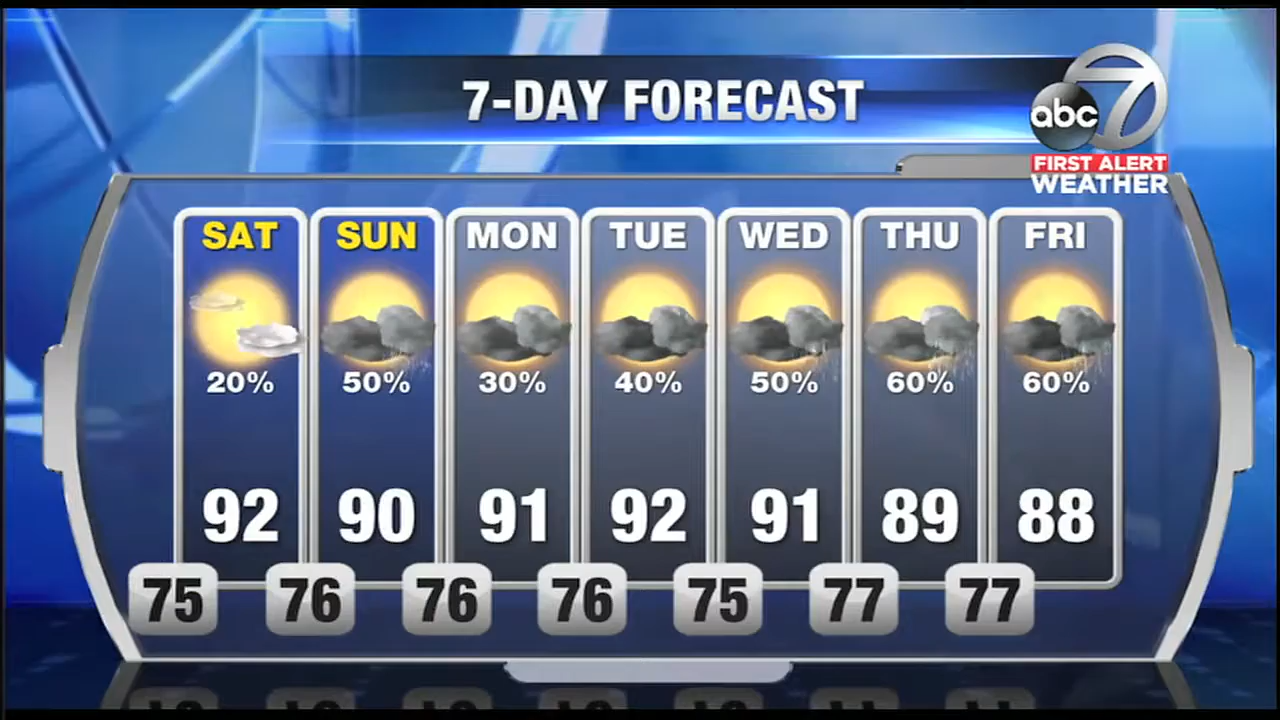 7-DAY FORECAST
abc 7
FIRST ALERT
WEATHER
SAT SUN MON TUE WED THU FRI
20% 50% 30% 40% 50% 60% 60%
92 90 91 92 91 89 88
75 76 76 76 75 77 77